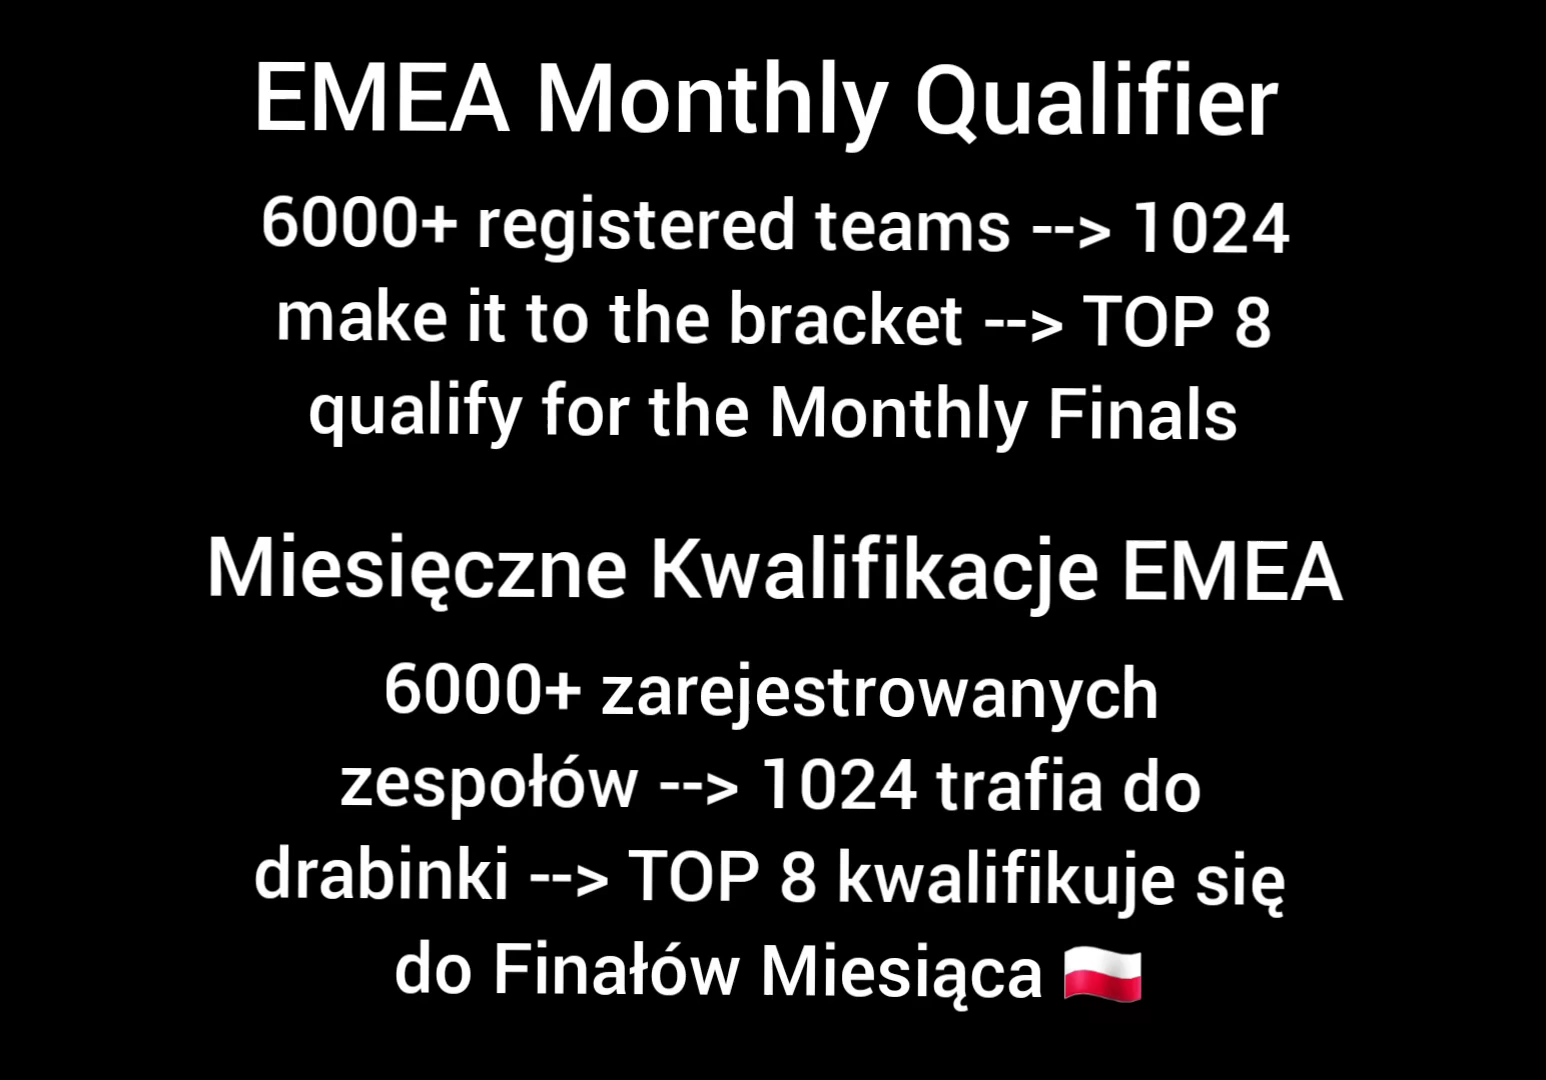 EMEA Monthly Qualifier
6000+ registered teams --> 1024
make it to the bracket --> TOP 8
qualify for the Monthly Finals
Miesięczne Kwalifikacje EMEA
6000+ zarejestrowanych
zespołów --> 1024 trafia do
drabinki --> TOP 8 kwalifikuje się
do Finałów Miesiąca 🇵🇱